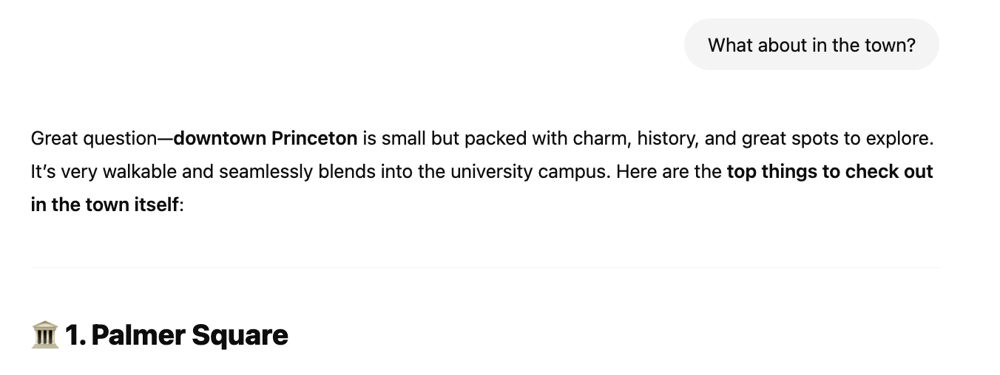 What about in the town?
Great question—downtown Princeton is small but packed with charm, history, and great spots to explore.
It’s very walkable and seamlessly blends into the university campus. Here are the top things to check out
in the town itself:
🏛️ 1. Palmer Square